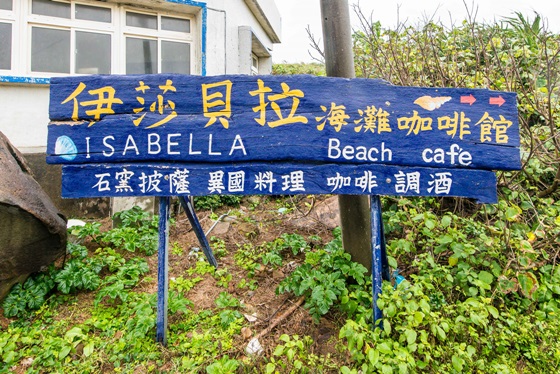 伊莎貝拉 海灘咖啡館
ISABELLA Beach cafe
石窯披薩 異國料理 咖啡 調酒